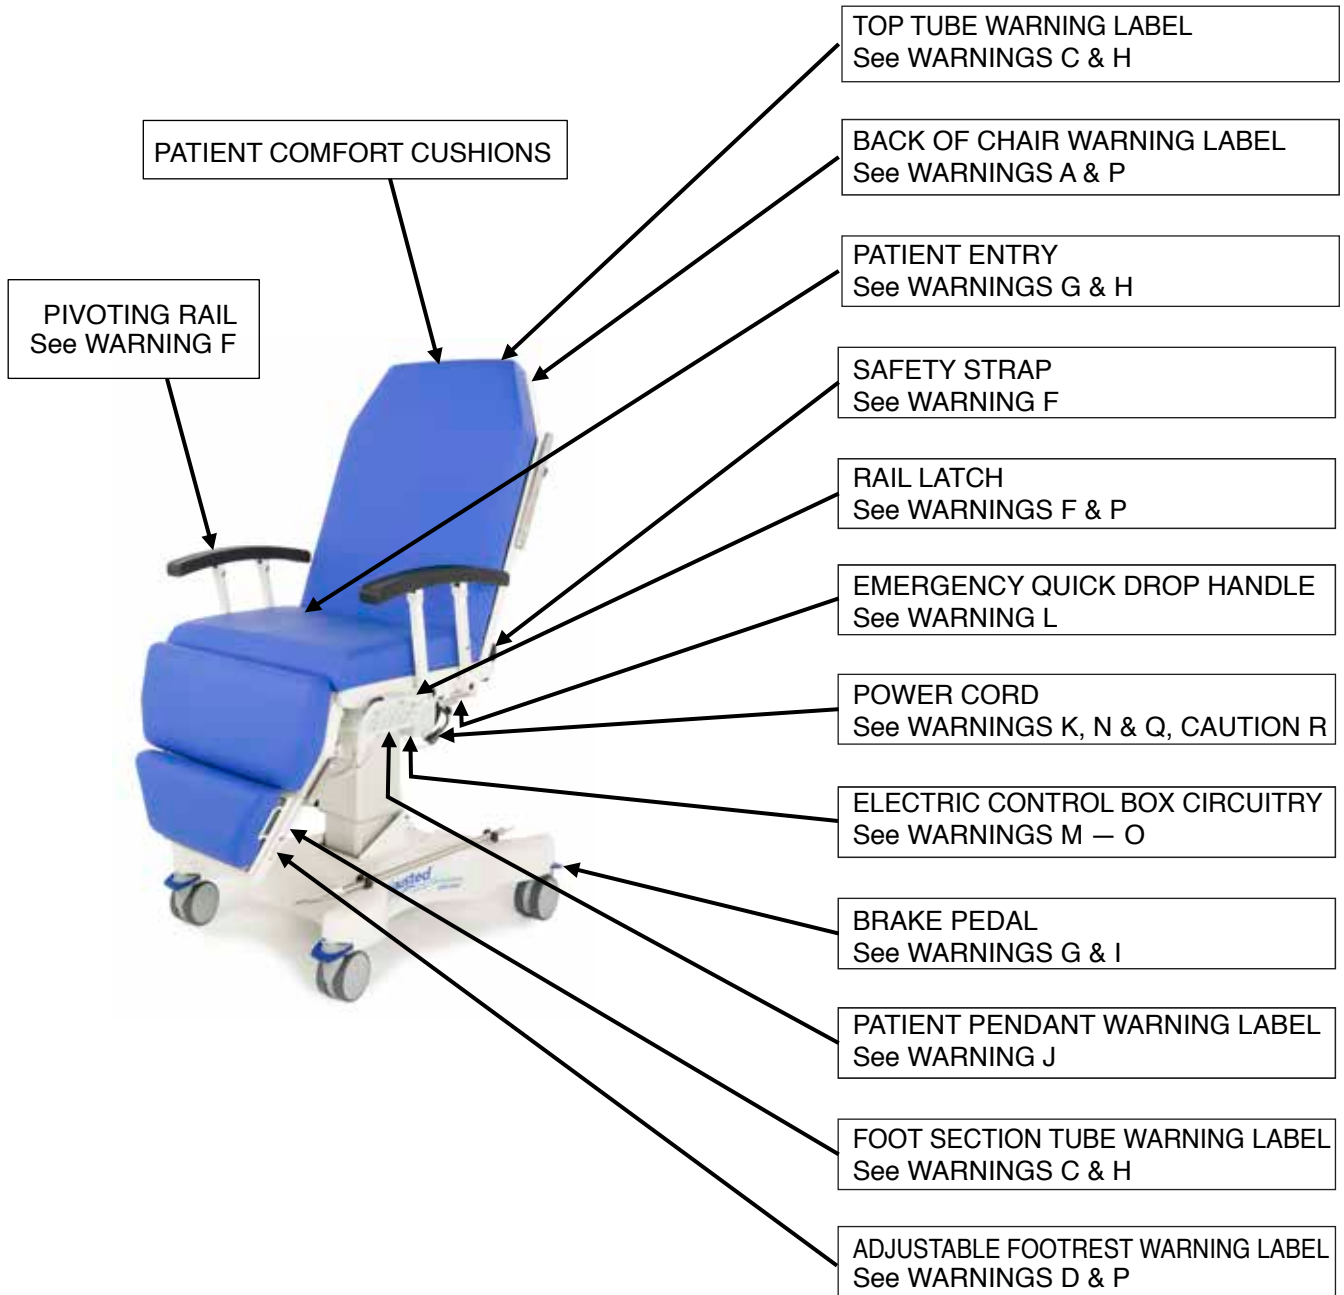 TOP TUBE WARNING LABEL
See WARNINGS C & H
PATIENT COMFORT CUSHIONS
BACK OF CHAIR WARNING LABEL
See WARNINGS A & P
PATIENT ENTRY
See WARNINGS G & H
PIVOTING RAIL
See WARNING F
SAFETY STRAP
See WARNING F
RAIL LATCH
See WARNINGS F & P
EMERGENCY QUICK DROP HANDLE
See WARNING L
POWER CORD
See WARNINGS K, N & Q, CAUTION R
ELECTRIC CONTROL BOX CIRCUITRY
See WARNINGS M — O
BRAKE PEDAL
See WARNINGS G & I
PATIENT PENDANT WARNING LABEL
See WARNING J
FOOT SECTION TUBE WARNING LABEL
See WARNINGS C & H
ADJUSTABLE FOOTREST WARNING LABEL
See WARNINGS D & P